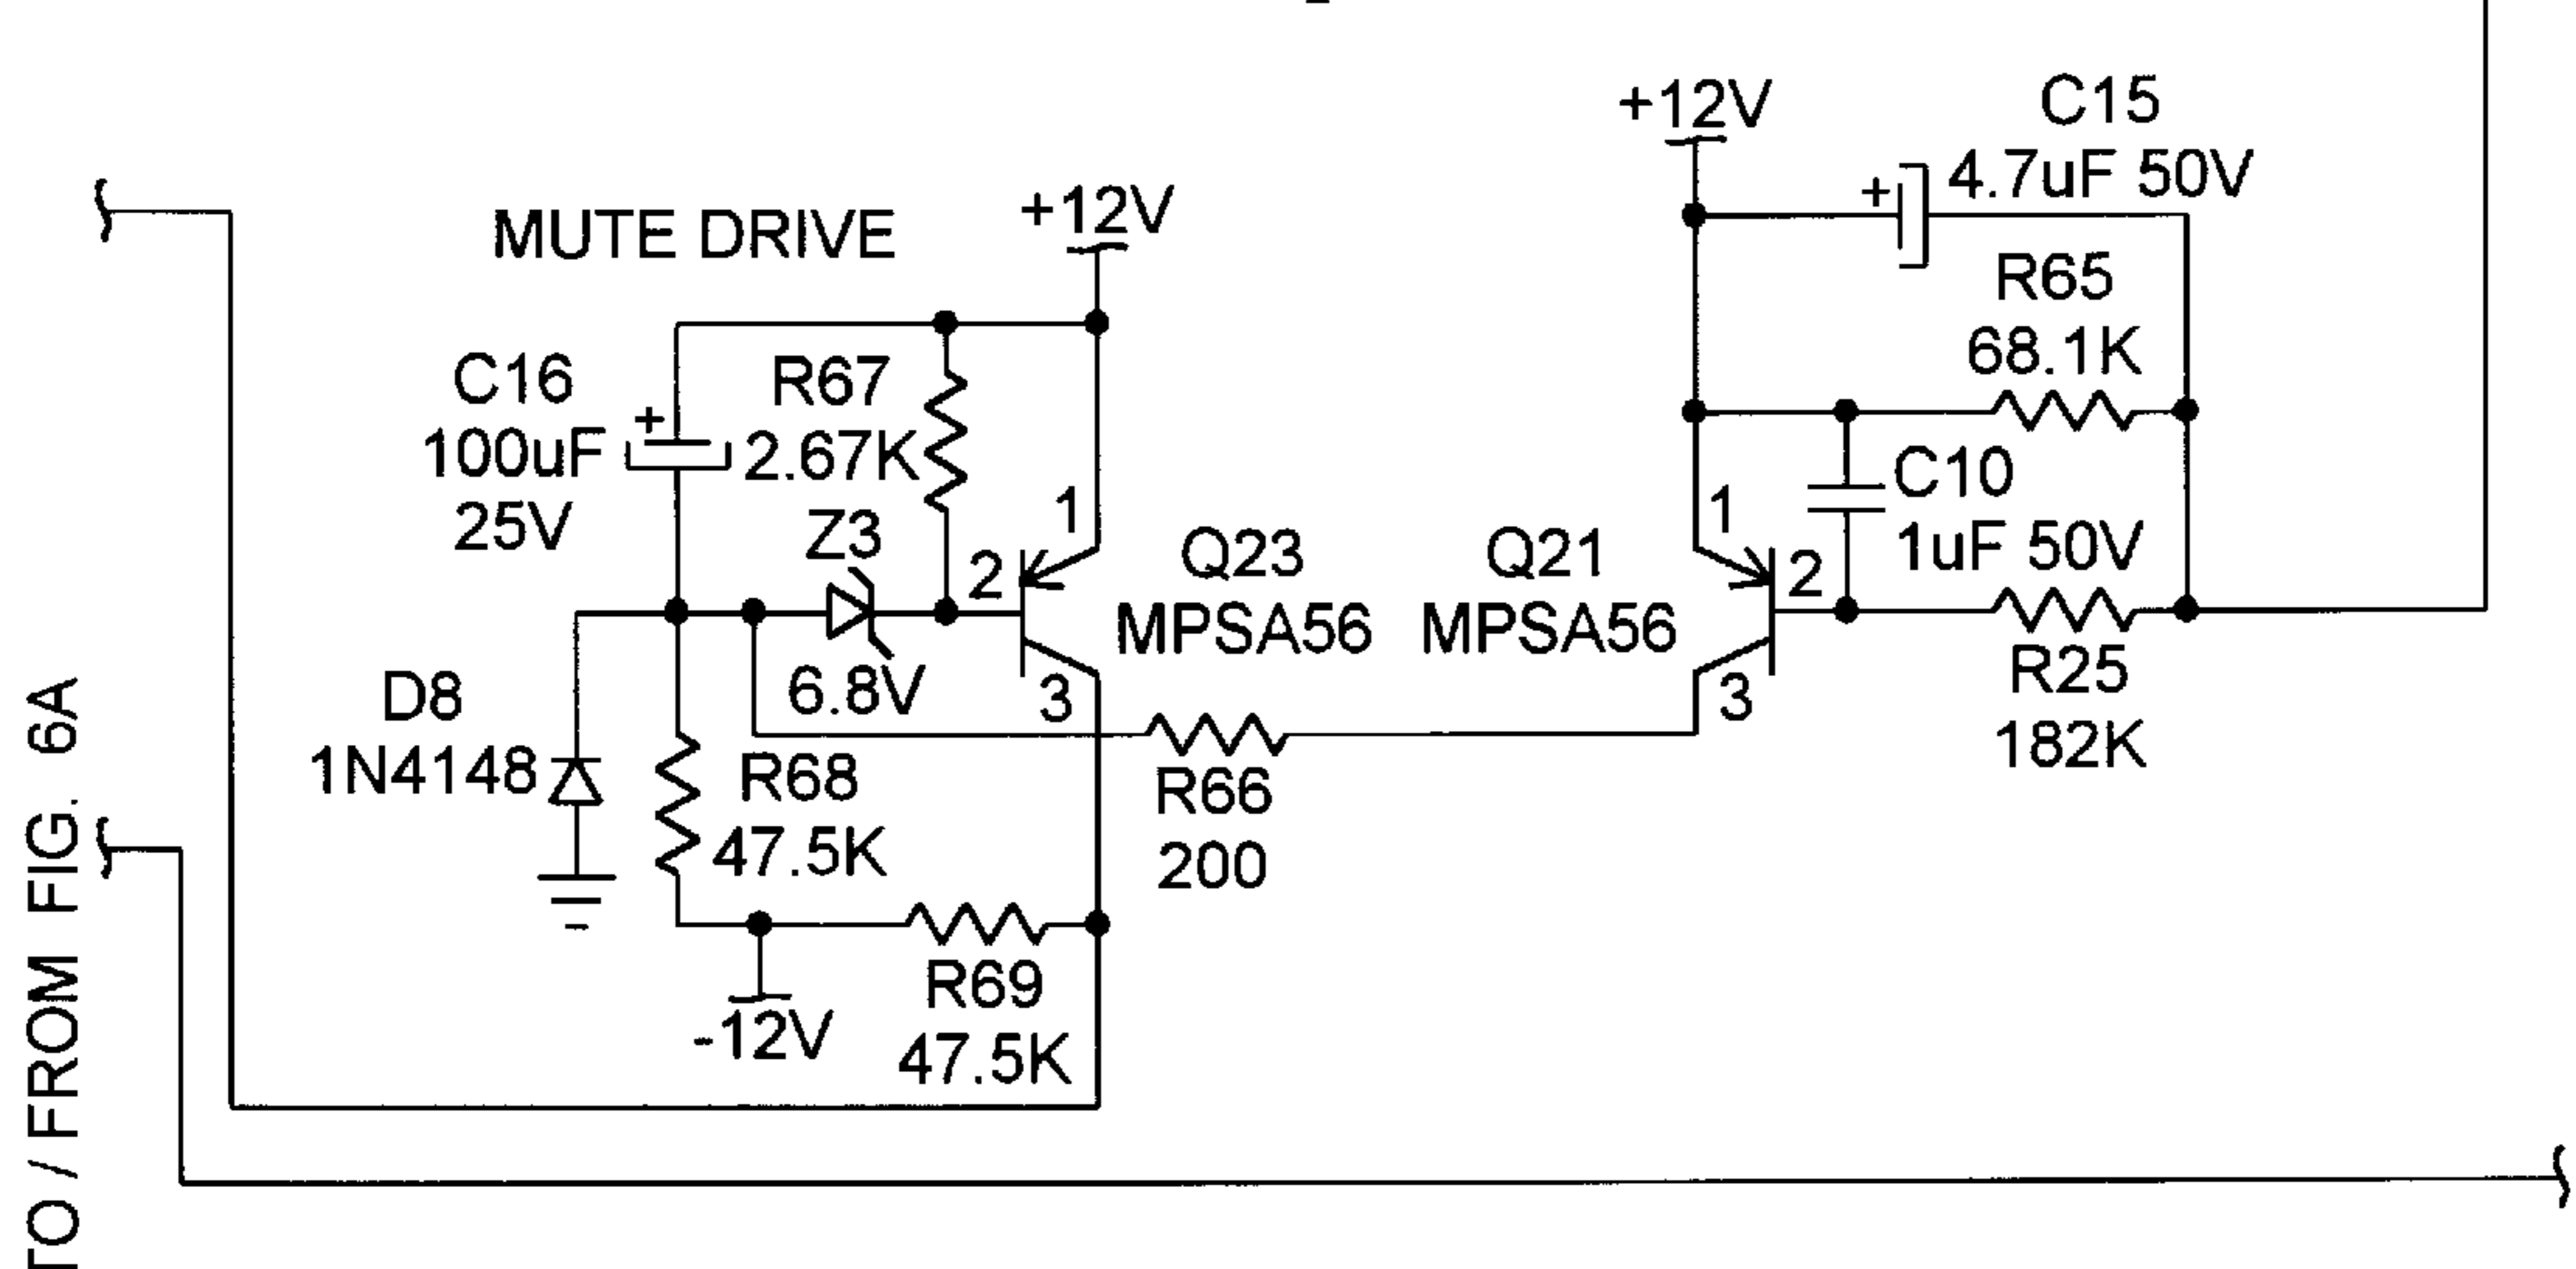 +12V
C15
4.7uF 50V
+
R65
68.1K
C10
1uF 50V
1
2
3
Q21
MPSA56
R25
182K
MUTE DRIVE
+12V
C16
100uF
25V
+
R67
2.67K
Z3
6.8V
1
2
3
Q23
MPSA56
D8
1N4148
R68
47.5K
R66
200
R69
47.5K
-12V
TO / FROM FIG. 6A